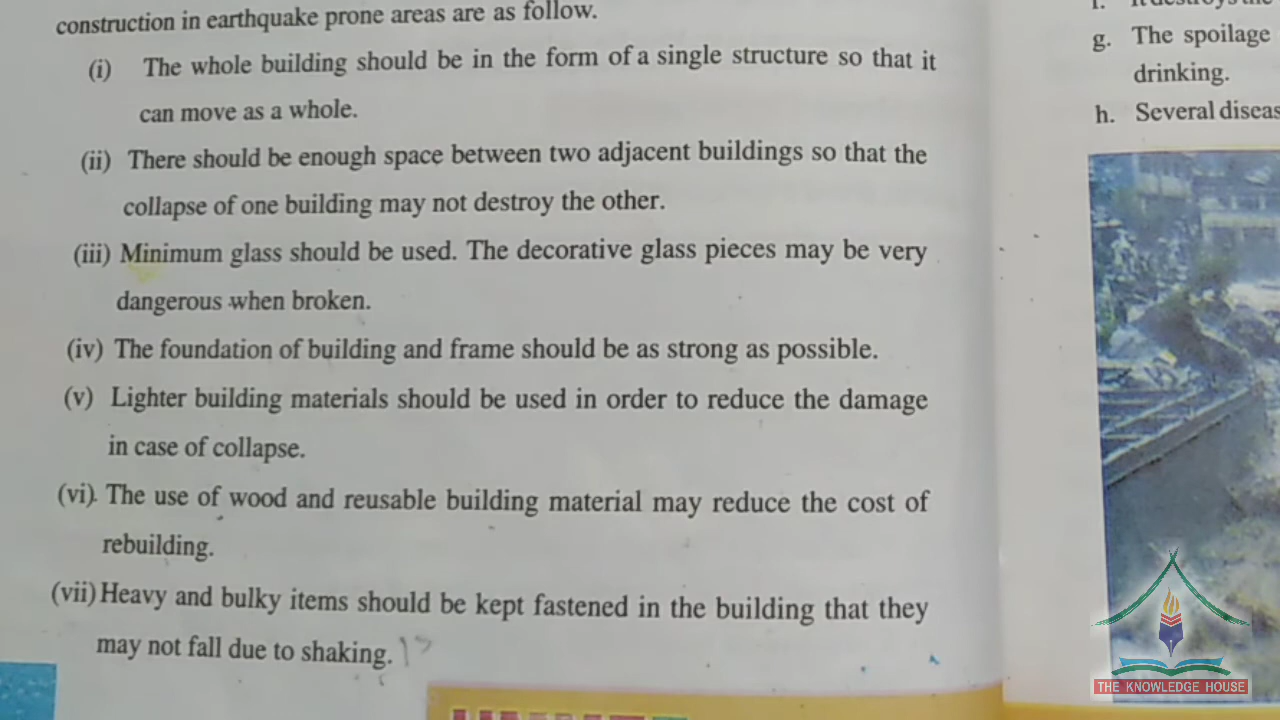 construction in earthquake prone areas are as follow.
(i) The whole building should be in the form of a single structure so that it
can move as a whole.
(ii) There should be enough space between two adjacent buildings so that the
collapse of one building may not destroy the other.
(iii) Minimum glass should be used. The decorative glass pieces may be very
dangerous when broken.
(iv) The foundation of building and frame should be as strong as possible.
(v) Lighter building materials should be used in order to reduce the damage
in case of collapse.
(vi). The use of wood and reusable building material may reduce the cost of
rebuilding.
(vii) Heavy and bulky items should be kept fastened in the building that they
may not fall due to shaking.
g. The spoilage
drinking.
h. Several
THE KNOWLEDGE HOUSE